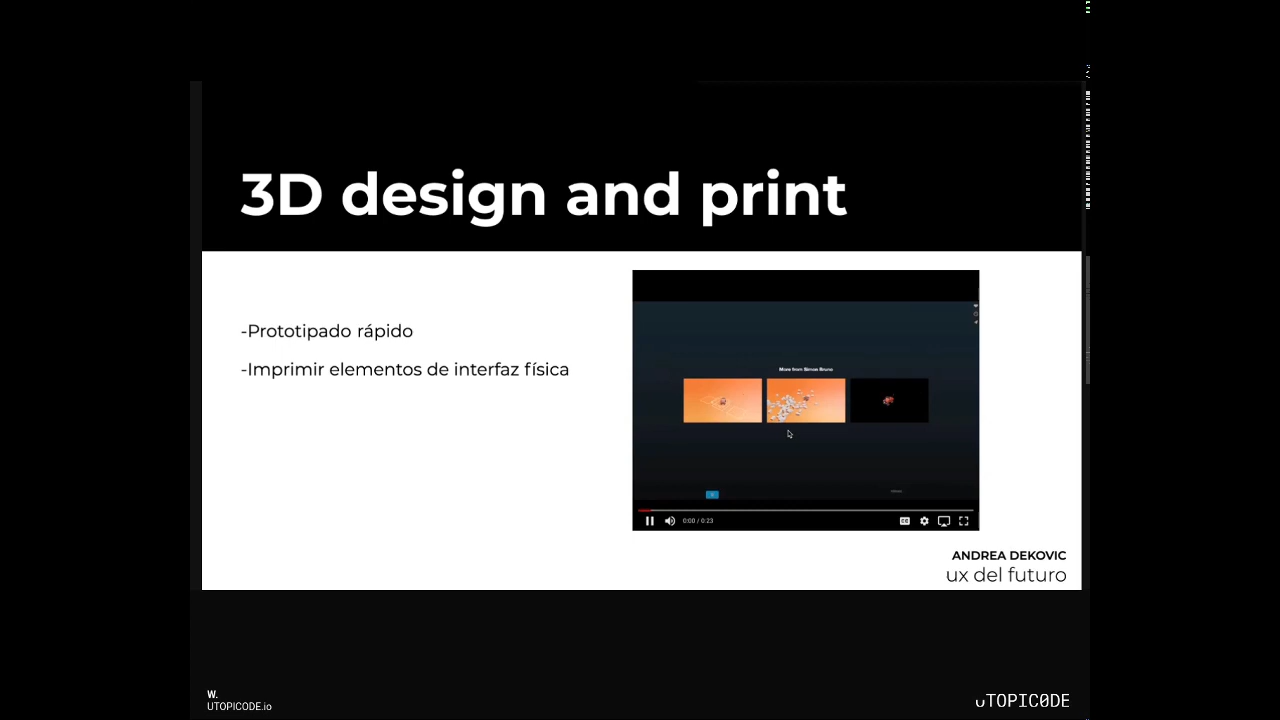 3D design and print
-Prototipado rápido
-Imprimir elementos de interfaz física
More from Simon Bruno
0:00 / 0:23
ANDREA DEKOVIC
ux del futuro
W.
UTOPICODE.io
UTOPIC0DE